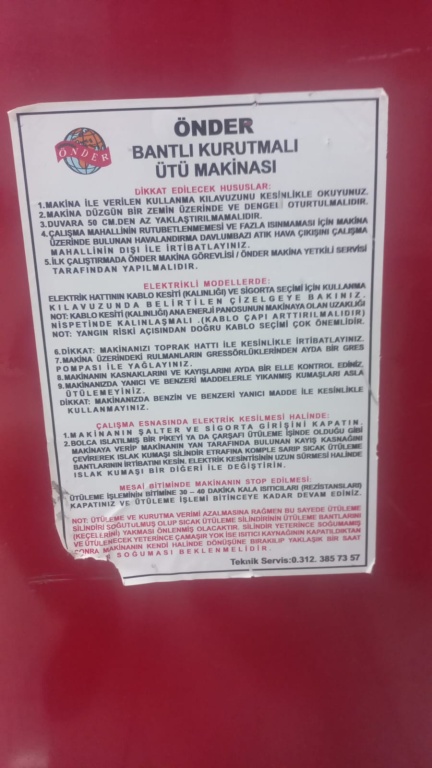 ÖNDER
ÖNDER
BANTLI KURUTMALI
ÜTÜ MAKİNASI
DİKKAT EDİLECEK HUSUSLAR:
1.MAKİNA İLE VERİLEN KULLANMA KILAVUZUNU KESİNLİKLE OKUYUNUZ.
2.MAKİNA DÜZGÜN BİR ZEMİN ÜZERİNDE VE DENGELİ OTURTULMALIDIR.
3.DUVARA 50 CM.DEN AZ YAKLAŞTIRILMAMALIDIR.
4.ÇALIŞMA MAHALLİNİN RUTUBETLENMEMESİ VE FAZLA ISINMAMASI İÇİN MAKİNA
ÜZERİNDE BULUNAN HAVALANDIRMA DAVLUMBAZI ATIK HAVA ÇIKIŞINI ÇALIŞMA
MAHALLİNİN DIŞI İLE İRTİBATLAYINIZ.
5.İLK ÇALIŞTIRMADA ÖNDER MAKİNA GÖREVLİSİ / ÖNDER MAKİNA YETKİLİ SERVİSİ
TARAFINDAN YAPILMALIDIR.
ELEKTRİKLİ MODELLERDE:
ELEKTRİK HATTININ KABLO KESİTİ (KALINLIĞI) VE SİGORTA SEÇİMİ İÇİN KULLANMA
KILAVUZUNDA BELİRTİLEN ÇİZELGEYE BAKINIZ.
NOT: KABLO KESİTİ (KALINLIĞI) ANA ENERJİ PANOSUNUN MAKİNAYA OLAN UZAKLIĞI
NİSPETİNDE KALINLAŞMALI .(KABLO ÇAPI ARTTIRILMALIDIR)
NOT: YANGIN RİSKİ AÇISINDAN DOĞRU KABLO SEÇİMİ ÇOK ÖNEMLİDİR.
6.DİKKAT: MAKİNANIZI TOPRAK HATTI İLE KESİNLİKLE İRTİBATLAYINIZ.
7.MAKİNA ÜZERİNDEKİ RULMANLARIN GRESSÖRLÜKLERİNDEN AYDA BİR GRES
POMPASI İLE YAĞLAYINIZ.
8.MAKİNANIN KASNAKLARINI VE KAYIŞLARINI AYDA BİR ELLE KONTROL EDİNİZ.
9.MAKİNANIZDA YANICI VE BENZERİ MADDELERLE YIKANMIŞ KUMAŞLARI ASLA
ÜTÜLEMEYİNİZ.
DİKKAT: MAKİNANIZDA BENZİN VE BENZERİ YANICI MADDE İLE KESİNLİKLE
KULLANMAYINIZ.
ÇALIŞMA ESNASINDA ELEKTRİK KESİLMESİ HALİNDE:
1.MAKİNANIN ŞALTER VE SİGORTA GİRİŞİNİ KAPATIN.
2.BOLCA ISLATILMIŞ BİR PİKEYİ YA DA ÇARŞAFI ÜTÜLEME İŞİNDE OLDUĞU GİBİ
MAKİNAYA VERİP MAKİNANIN YAN TARAFINDA BULUNAN KAYIŞ KASNAĞINI
ÇEVİREREK ISLAK KUMAŞI SİLİNDİR ETRAFINA KOMPLE SARIP SICAK ÜTÜLEME
BANTLARININ İRTİBATINI KESİN. ELEKTRİK KESİNTİSİNİN UZUN SÜRMESİ HALİNDE
ISLAK KUMAŞI BİR DİĞERİ İLE DEĞİŞTİRİN.
MESAİ BİTİMİNDE MAKİNANIN STOP EDİLMESİ:
ÜTÜLEME İŞLEMİNİN BİTİMİNE 30 – 40 DAKİKA KALA ISITICILARI (REZİSTANSLARI)
KAPATINIZ VE ÜTÜLEME İŞLEMİ BİTİNCEYE KADAR DEVAM EDİNİZ.
NOT: ÜTÜLEME VE KURUTMA VERİMİ AZALMASINA RAĞMEN BU SAYEDE ÜTÜLEME
SİLİNDİRİ SOĞUTULMUŞ OLUP SICAK ÜTÜLEME SİLİNDİRİNİN ÜTÜLEME BANTLARINI
(KEÇELERİNİ) YAKMASI ÖNLENMİŞ OLACAKTIR. SİLİNDİR YETERİNCE SOĞUMAMIŞ
VE ÜTÜLENECEK YETERİNCE ÇAMAŞIR YOK İSE ISITICI KAYNAĞININ KAPATILDIKTAN
SONRA MAKİNANIN KENDİ HALİNDE DÖNÜŞÜNE BIRAKILIP YAKLAŞIK BİR SAAT
SOĞUMASI BEKLENMELİDİR.
Teknik Servis:0.312. 385 73 57